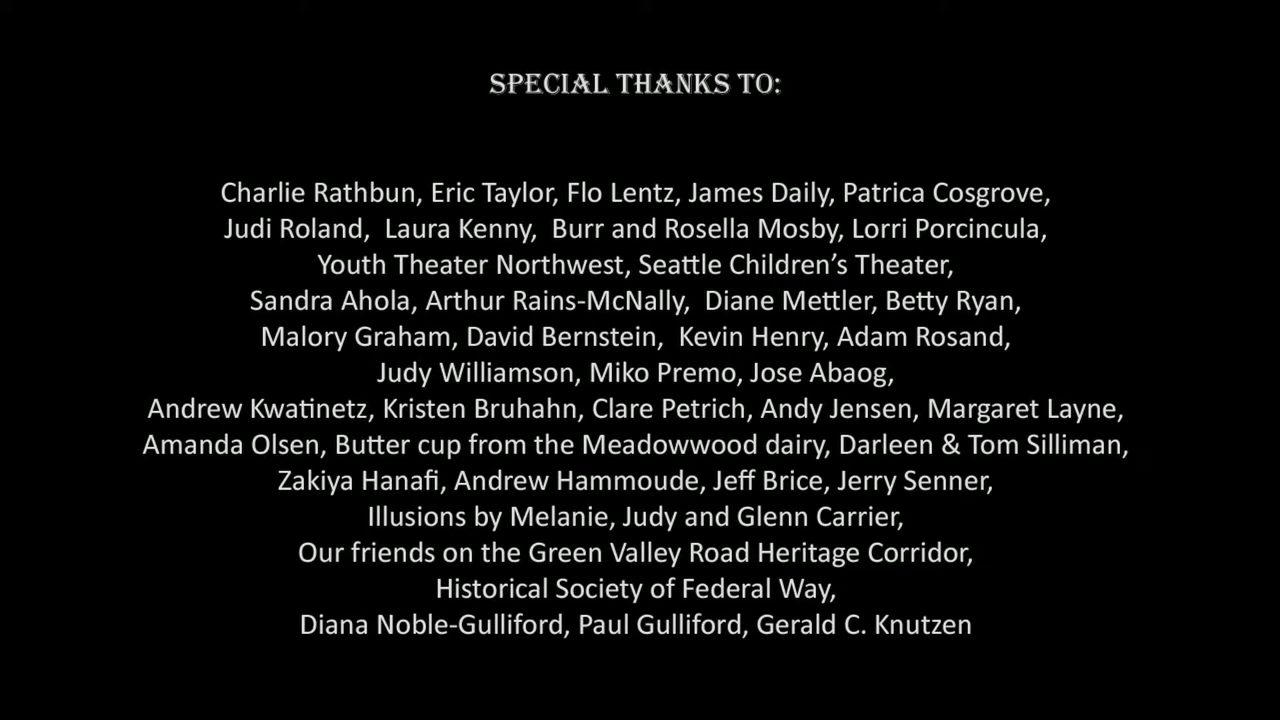 SPECIAL THANKS TO:
Charlie Rathbun, Eric Taylor, Flo Lentz, James Daily, Patrica Cosgrove,
Judi Roland,  Laura Kenny,  Burr and Rosella Mosby, Lorri Porcincula,
Youth Theater Northwest, Seattle Children’s Theater,
Sandra Ahola, Arthur Rains-McNally,  Diane Mettler, Betty Ryan,
Malory Graham, David Bernstein,  Kevin Henry, Adam Rosand,
Judy Williamson, Miko Premo, Jose Abaog,
Andrew Kwatinetz, Kristen Bruhahn, Clare Petrich, Andy Jensen, Margaret Layne,
Amanda Olsen, Butter cup from the Meadowwood dairy, Darleen & Tom Silliman,
Zakiya Hanafi, Andrew Hammoude, Jeff Brice, Jerry Senner,
Illusions by Melanie, Judy and Glenn Carrier,
Our friends on the Green Valley Road Heritage Corridor,
Historical Society of Federal Way,
Diana Noble-Gulliford, Paul Gulliford, Gerald C. Knutzen